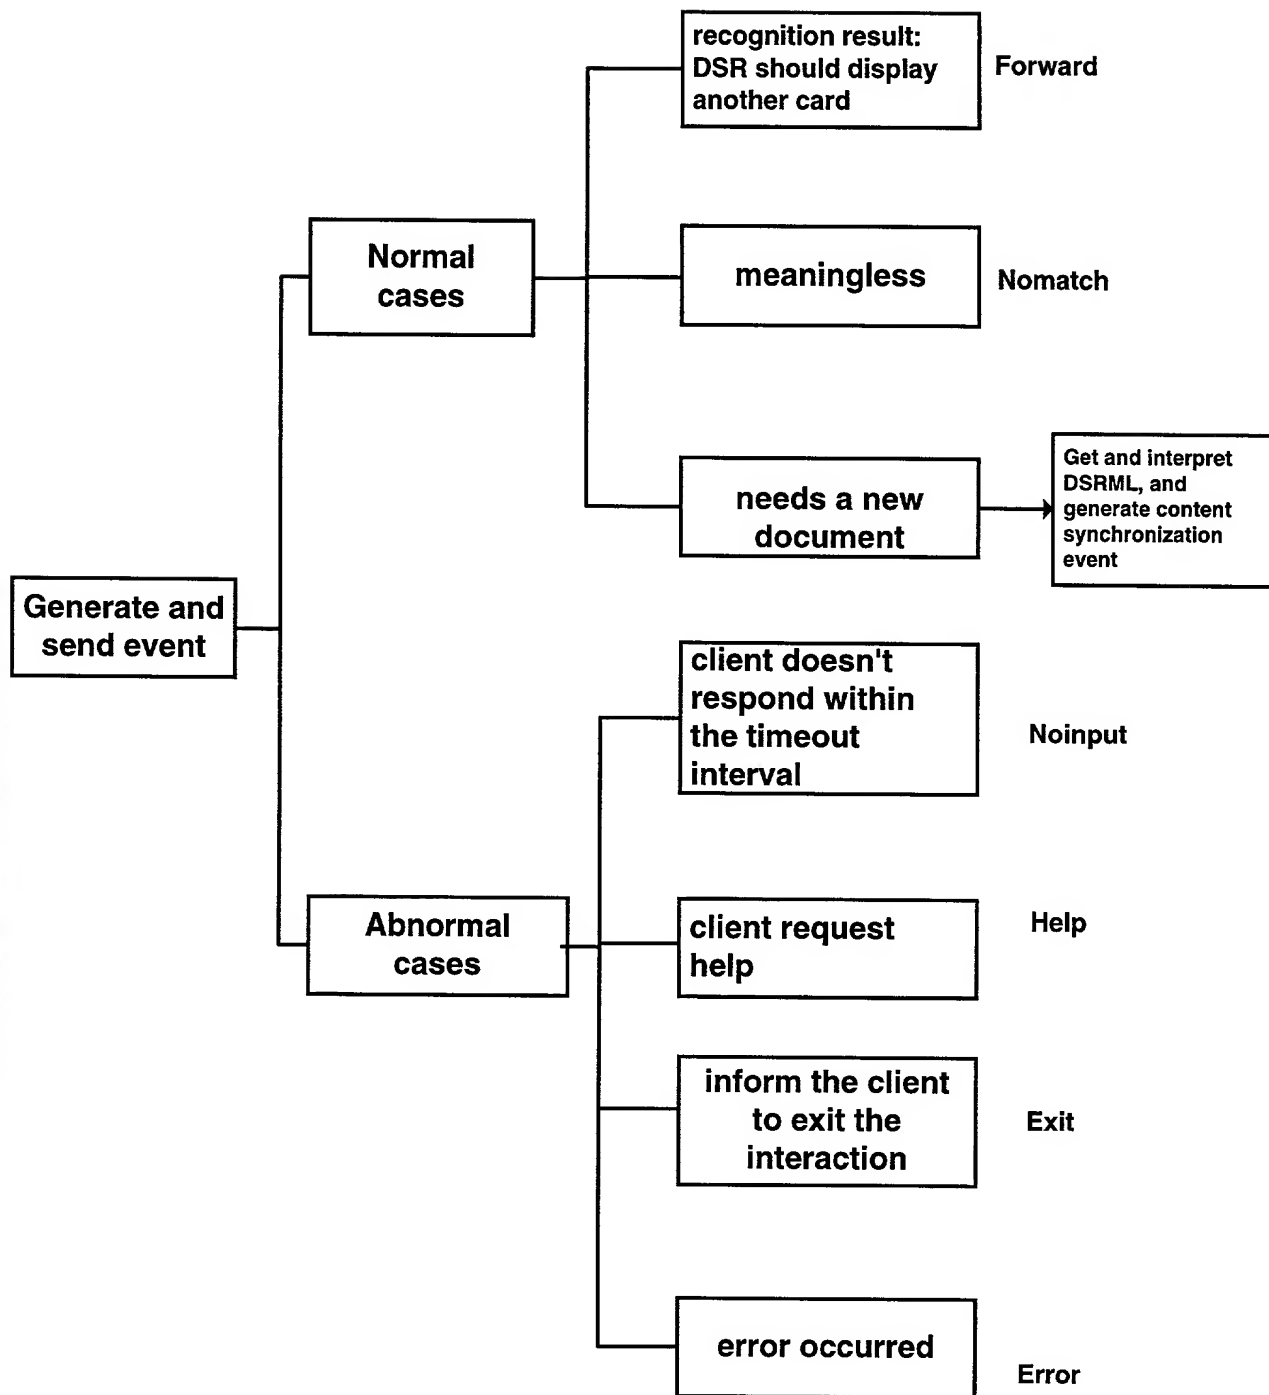 recognition result:
DSR should display
another card
Forward
Normal
cases
meaningless
Nomatch
needs a new
document
Get and interpret
DSRML, and
generate content
synchronization
event
Generate and
send event
client doesn't
respond within
the timeout
interval
Noinput
Abnormal
cases
client request
help
Help
inform the client
to exit the
interaction
Exit
error occurred
Error